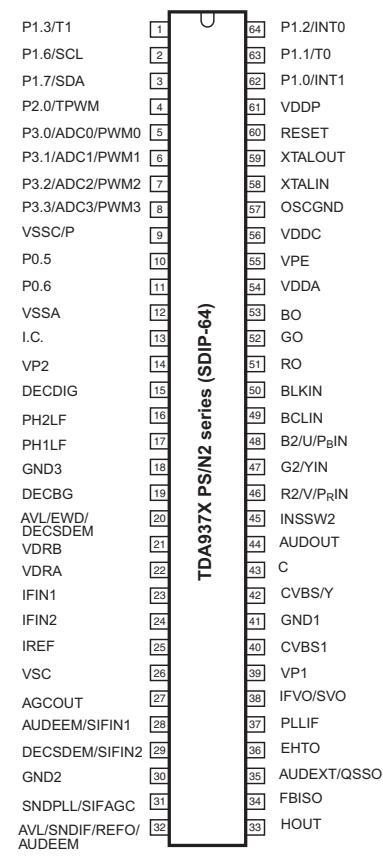 P1.3/T1 1
P1.6/SCL 2
P1.7/SDA 3
P2.0/TPWM 4
P3.0/ADC0/PWM0 5
P3.1/ADC1/PWM1 6
P3.2/ADC2/PWM2 7
P3.3/ADC3/PWM3 8
VSSC/P 9
P0.5 10
P0.6 11
VSSA 12
I.C. 13
VP2 14
DECDIG 15
PH2LF 16
PH1LF 17
GND3 18
DECBG 19
AVL/EWD/ 20
DECSDEM
VDRB 21
VDRA 22
IFIN1 23
IFIN2 24
IREF 25
VSC 26
AGCOUT 27
AUDEEM/SIFIN1 28
DECSDEM/SIFIN2 29
GND2 30
SNDPLL/SIFAGC 31
AVL/SNDIF/REFO/ 32
AUDEEM
TDA937X PS/N2 series (SDIP-64)
64 P1.2/INT0
63 P1.1/T0
62 P1.0/INT1
61 VDDP
60 RESET
59 XTALOUT
58 XTALIN
57 OSCGND
56 VDDC
55 VPE
54 VDDA
53 BO
52 GO
51 RO
50 BLKIN
49 BCLIN
48 B2/U/PBIN
47 G2/YIN
46 R2/V/PRIN
45 INSSW2
44 AUDOUT
43 C
42 CVBS/Y
41 GND1
40 CVBS1
39 VP1
38 IFVO/SVO
37 PLLIF
36 EHTO
35 AUDEXT/QSSO
34 FBISO
33 HOUT